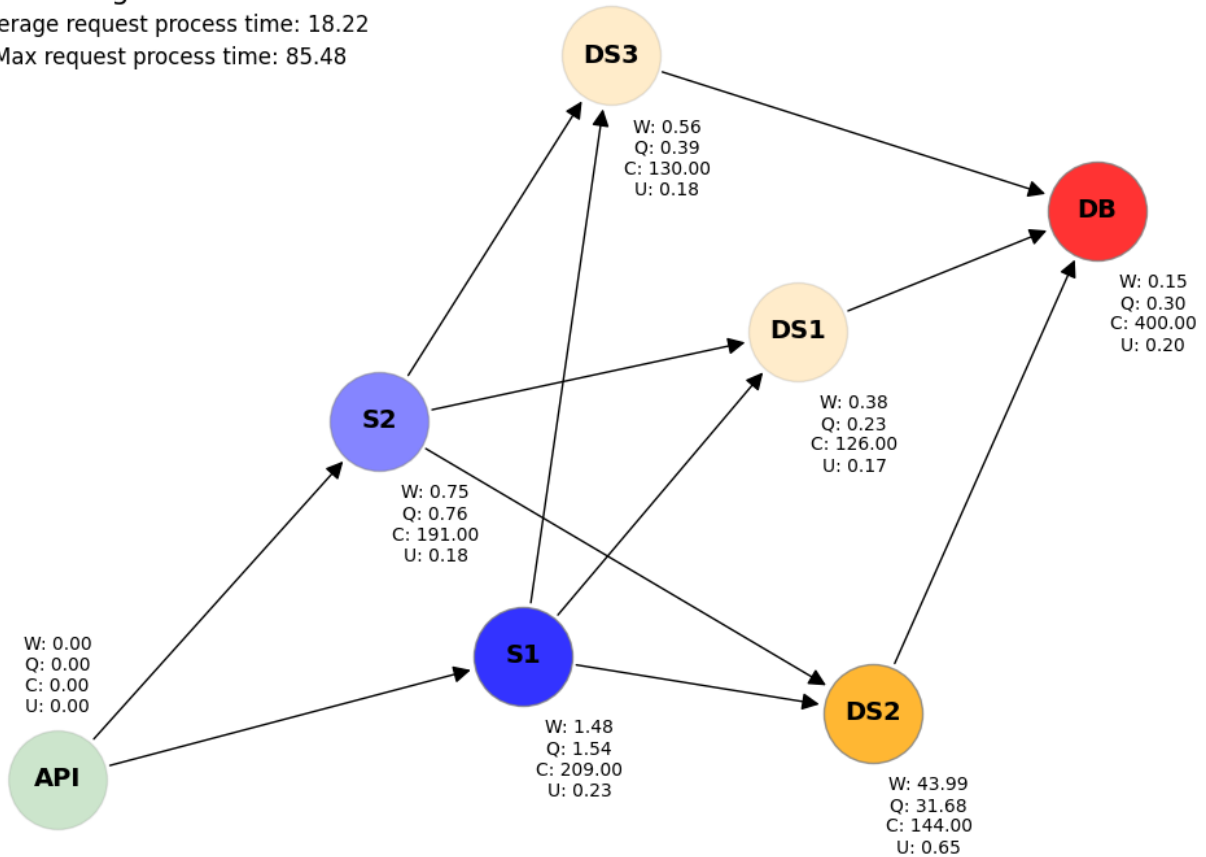 request process time: 18.22
Max request process time: 85.48
DS3
W: 0.56
Q: 0.39
C: 130.00
U: 0.18
DB
W: 0.15
Q: 0.30
C: 400.00
U: 0.20
DS1
W: 0.38
Q: 0.23
C: 126.00
U: 0.17
S2
W: 0.75
Q: 0.76
C: 191.00
U: 0.18
S1
W: 1.48
Q: 1.54
C: 209.00
U: 0.23
DS2
W: 43.99
Q: 31.68
C: 144.00
U: 0.65
W: 0.00
Q: 0.00
C: 0.00
U: 0.00
API